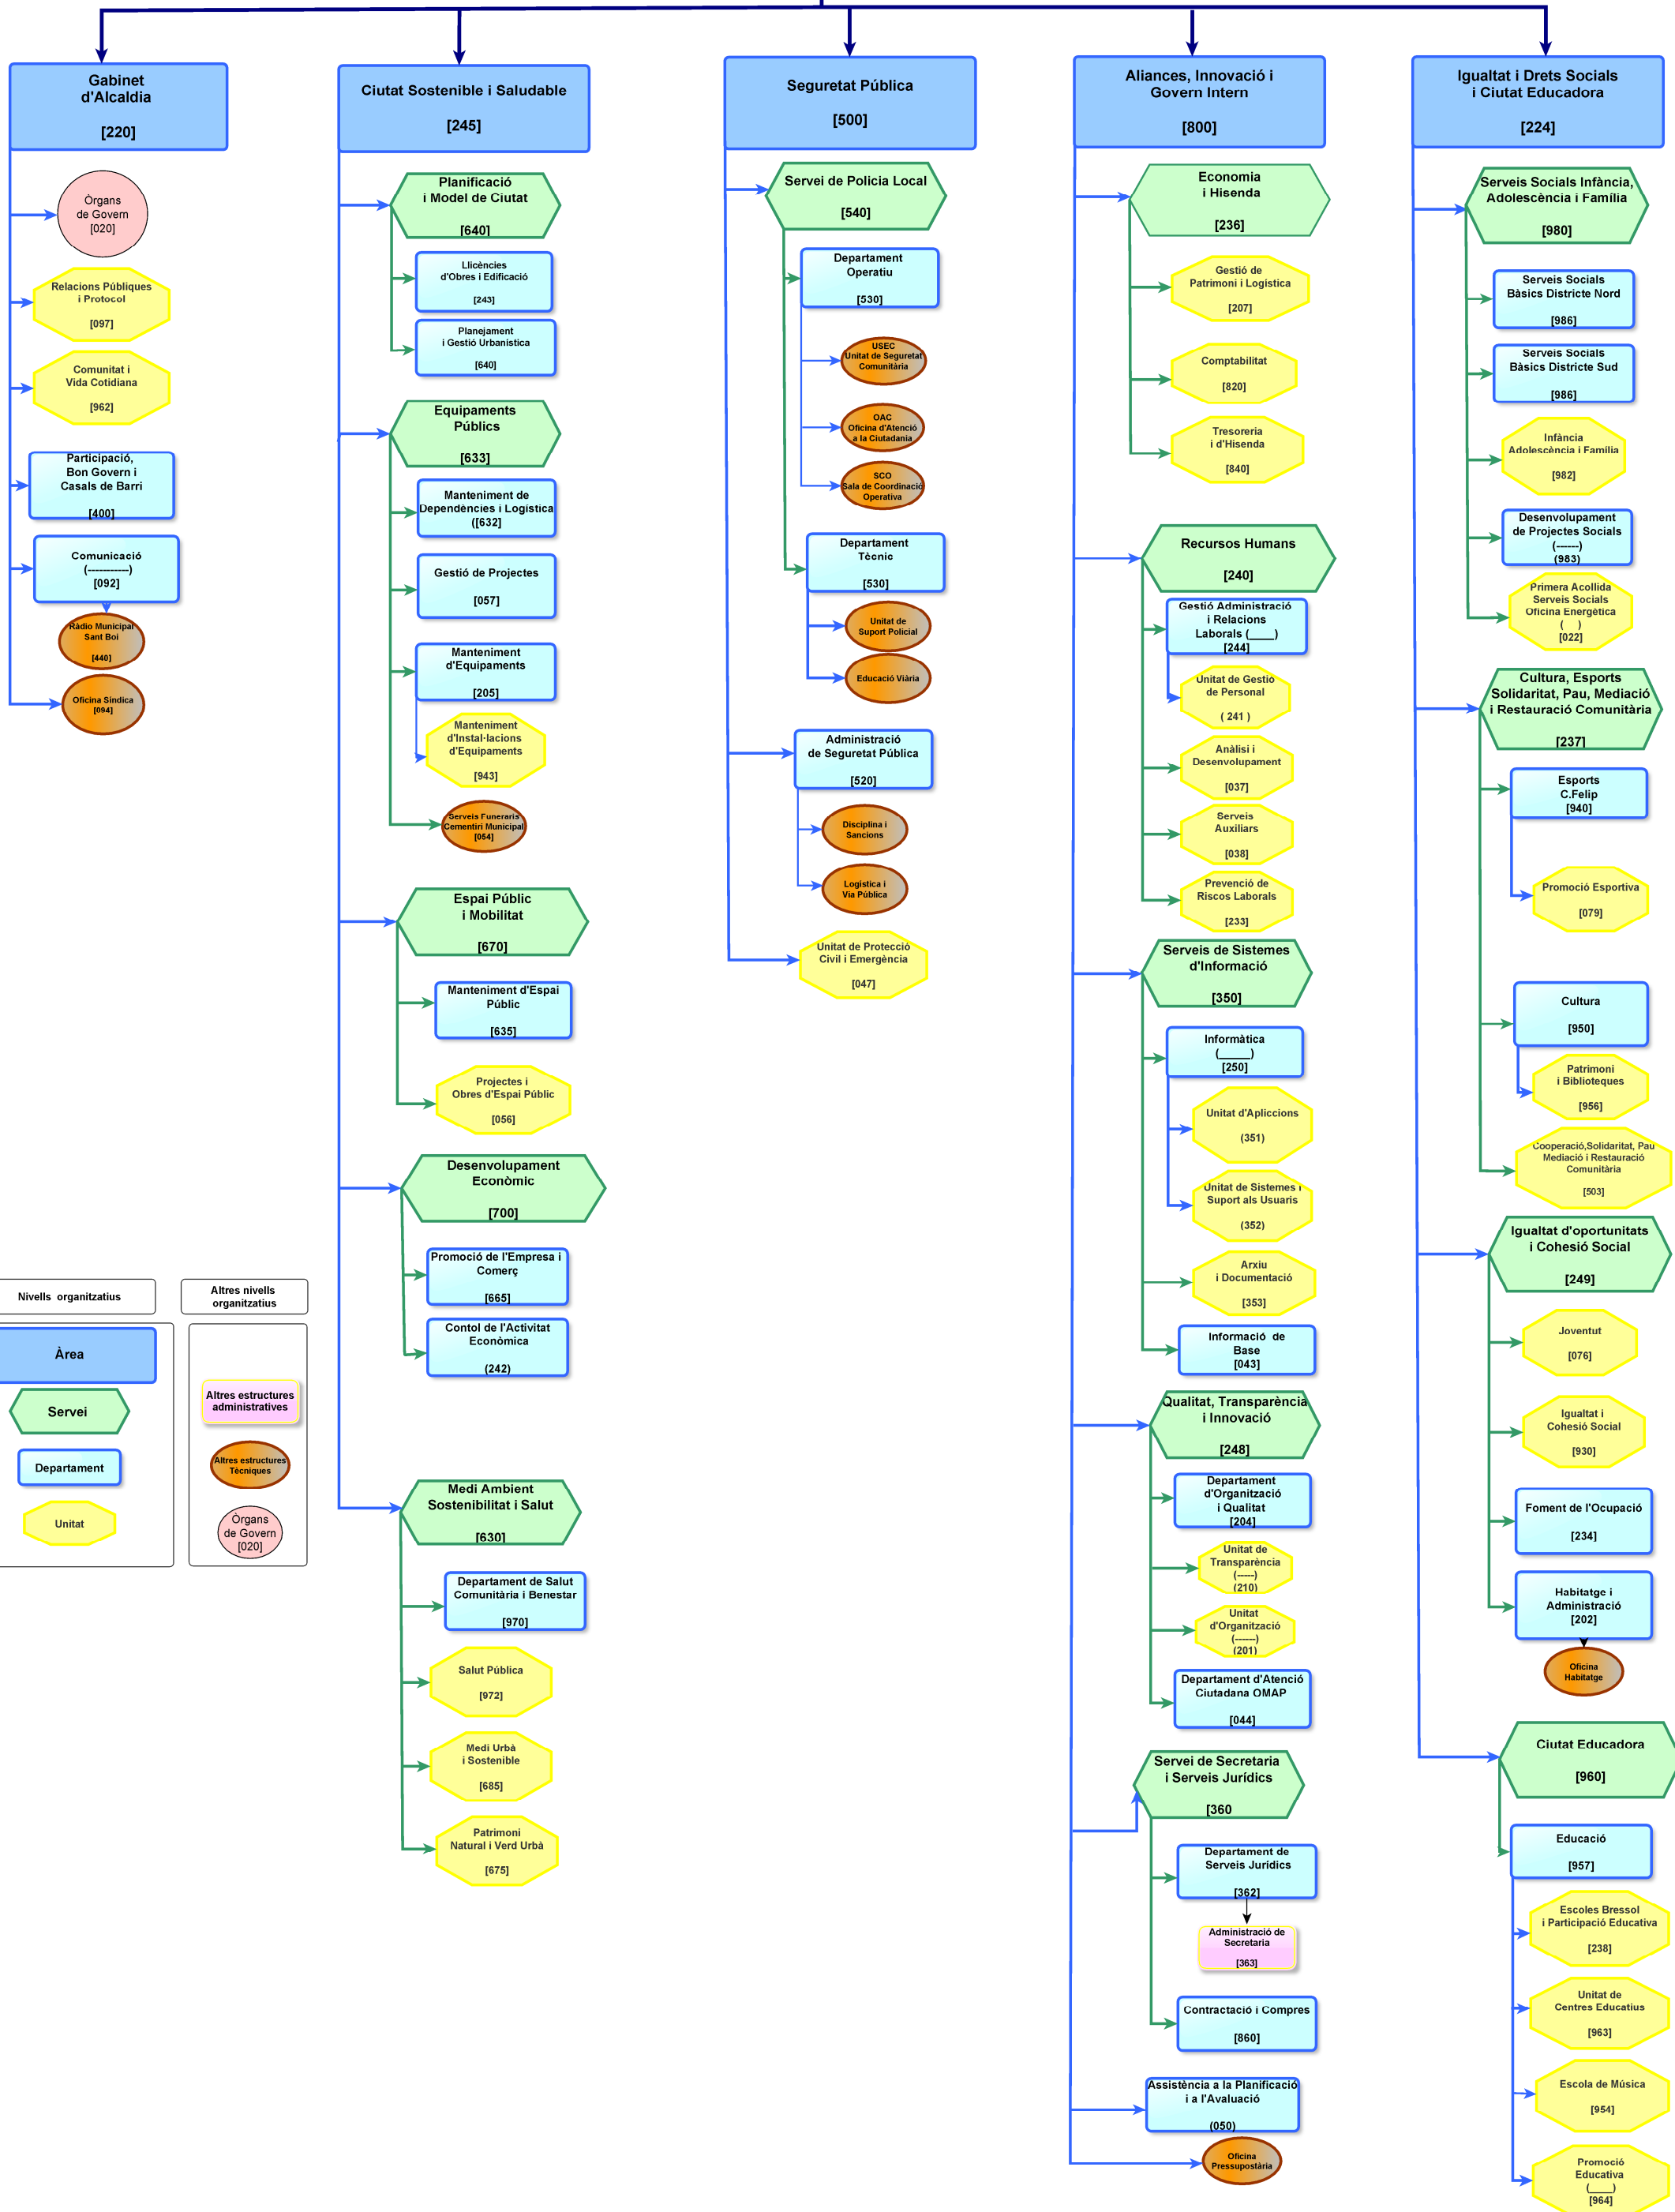 Gabinet
d'Alcaldia
[220]
Òrgans
de Govern
[020]
Relacions Públiques
i Protocol
[097]
Comunitat i
Vida Cotidiana
[962]
Participació,
Bon Govern i
Casals de Barri
[400]
Comunicació
(-----------)
[092]
Ràdio Municipal
Sant Boi
[440]
Oficina Síndica
[094]
Ciutat Sostenible i Saludable
[245]
Planificació
i Model de Ciutat
[640]
Llicències
d'Obres i Edificació
[243]
Planejament
i Gestió Urbanística
[640]
Equipaments
Públics
[633]
Manteniment de
Dependències i Logística
([632]
Gestió de Projectes
[057]
Manteniment
d'Equipaments
[205]
Manteniment
d'Instal·lacions
d'Equipaments
[943]
Serveis Funeraris
Cementiri Municipal
[054]
Espai Públic
i Mobilitat
[670]
Manteniment d'Espai
Públic
[635]
Projectes i
Obres d'Espai Públic
[056]
Desenvolupament
Econòmic
[700]
Promoció de l'Empresa i
Comerç
[665]
Contol de l'Activitat
Econòmica
(242)
Medi Ambient
Sostenibilitat i Salut
[630]
Departament de Salut
Comunitària i Benestar
[970]
Salut Pública
[972]
Medi Urbà
i Sostenible
[685]
Patrimoni
Natural i Verd Urbà
[675]
Seguretat Pública
[500]
Servei de Policia Local
[540]
Departament
Operatiu
[530]
USEC
Unitat de Seguretat
Comunitària
OAC
Oficina d'Atenció
a la Ciutadania
SCO
Sala de Coordinació
Operativa
Departament
Tècnic
[530]
Unitat de
Suport Policial
Educació Viària
Administració
de Seguretat Pública
[520]
Disciplina i
Sancions
Logística i
Via Pública
Unitat de Protecció
Civil i Emergència
[047]
Aliances, Innovació i
Govern Intern
[800]
Economia
i Hisenda
[236]
Gestió de
Patrimoni i Logística
[207]
Comptabilitat
[820]
Tresoreria
i d'Hisenda
[840]
Recursos Humans
[240]
Gestió Administració
i Relacions
Laborals (____)
[244]
Unitat de Gestio
de Personal
( 241 )
Anàlisi i
Desenvolupament
[037]
Serveis
Auxiliars
[038]
Prevenció de
Riscos Laborals
[233]
Serveis de Sistemes
d'Informació
[350]
Informàtica
(_____)
[250]
Unitat d'Apliccions
(351)
Unitat de Sistemes i
Suport als Usuaris
(352)
Arxiu
i Documentació
[353]
Informació de
Base
[043]
Qualitat, Transparència
i Innovació
[248]
Departament
d'Organització
i Qualitat
[204]
Unitat de
Transparència
(-----)
(210)
Unitat
d'Organització
(------)
(201)
Departament d'Atenció
Ciutadana OMAP
[044]
Servei de Secretaria
i Serveis Jurídics
[360
Departament de
Serveis Jurídics
[362]
Administració de
Secretaria
[363]
Contractació i Compres
[860]
Assistència a la Planificació
i a l'Avaluació
(050)
Oficina
Pressupostària
Igualtat i Drets Socials
i Ciutat Educadora
[224]
Serveis Socials Infància,
Adolescència i Família
[980]
Serveis Socials
Bàsics Districte Nord
[986]
Serveis Socials
Bàsics Districte Sud
[986]
Infància
Adolescència i Família
[982]
Desenvolupament
de Projectes Socials
(------)
(983)
Primera Acollida
Serveis Socials
Oficina Energètica
( )
[022]
Cultura, Esports
Solidaritat, Pau, Mediació
i Restauració Comunitària
[237]
Esports
C.Felip
[940]
Promoció Esportiva
[079]
Cultura
[950]
Patrimoni
i Biblioteques
[956]
Cooperació,Solidaritat, Pau
Mediació i Restauració
Comunitària
[503]
Igualtat d'oportunitats
i Cohesió Social
[249]
Joventut
[076]
Igualtat i
Cohesió Social
[930]
Foment de l'Ocupació
[234]
Habitatge i
Administració
[202]
Oficina
Habitatge
Ciutat Educadora
[960]
Educació
[957]
Escoles Bressol
i Participació Educativa
[238]
Unitat de
Centres Educatius
[963]
Escola de Música
[954]
Promoció
Educativa
(____)
[964]
Nivells organitzatius
Àrea
Servei
Departament
Unitat
Altres nivells
organitzatius
Altres estructures
administratives
Altres estructures
Tècniques
Òrgans
de Govern
[020]